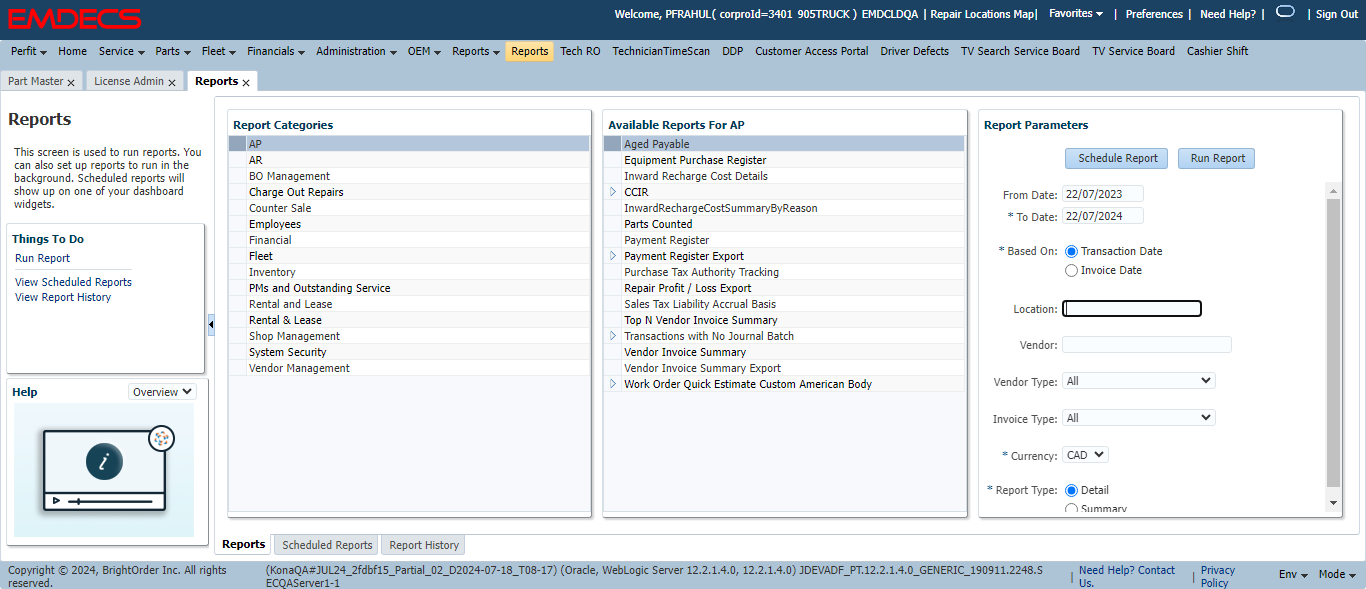 EMDECS
Welcome, PFRAHUL( corproId=3401 905TRUCK ) EMDCLDQA | Repair Locations Map| Favorites | Preferences | Need Help? | | Sign Out
Perfit Home Service Parts Fleet Financials Administration OEM Reports Reports Tech RO TechnicianTimeScan DDP Customer Access Portal Driver Defects TV Search Service Board TV Service Board Cashier Shift
Part Master x License Admin x Reports x
Reports
This screen is used to run reports. You
can also set up reports to run in the
background. Scheduled reports will
show up on one of your dashboard
widgets.
Things To Do
Run Report
View Scheduled Reports
View Report History
Help Overview
i
Report Categories
AP
AR
BO Management
Charge Out Repairs
Counter Sale
Employees
Financial
Fleet
Inventory
PMs and Outstanding Service
Rental and Lease
Rental & Lease
Shop Management
System Security
Vendor Management
Available Reports For AP
Aged Payable
Equipment Purchase Register
Inward Recharge Cost Details
CCIR
InwardRechargeCostSummaryByReason
Parts Counted
Payment Register
Payment Register Export
Purchase Tax Authority Tracking
Repair Profit / Loss Export
Sales Tax Liability Accrual Basis
Top N Vendor Invoice Summary
Transactions with No Journal Batch
Vendor Invoice Summary
Vendor Invoice Summary Export
Work Order Quick Estimate Custom American Body
Report Parameters
Schedule Report Run Report
From Date: 22/07/2023
* To Date: 22/07/2024
* Based On: Transaction Date
Invoice Date
Location:
Vendor:
Vendor Type: All
Invoice Type: All
* Currency: CAD
* Report Type: Detail
Summary
Reports Scheduled Reports Report History
Copyright © 2024, BrightOrder Inc. All rights
reserved.
(KonaQA#JUL24_2fdbf15_Partial_02_D2024-07-18_T08-17) (Oracle, WebLogic Server 12.2.1.4.0, 12.2.1.4.0) JDEVADF_PT.12.2.1.4.0_GENERIC_190911.2248.S
ECQAServer1-1
| Need Help? Contact
Us.
| Privacy
Policy
Env Mode